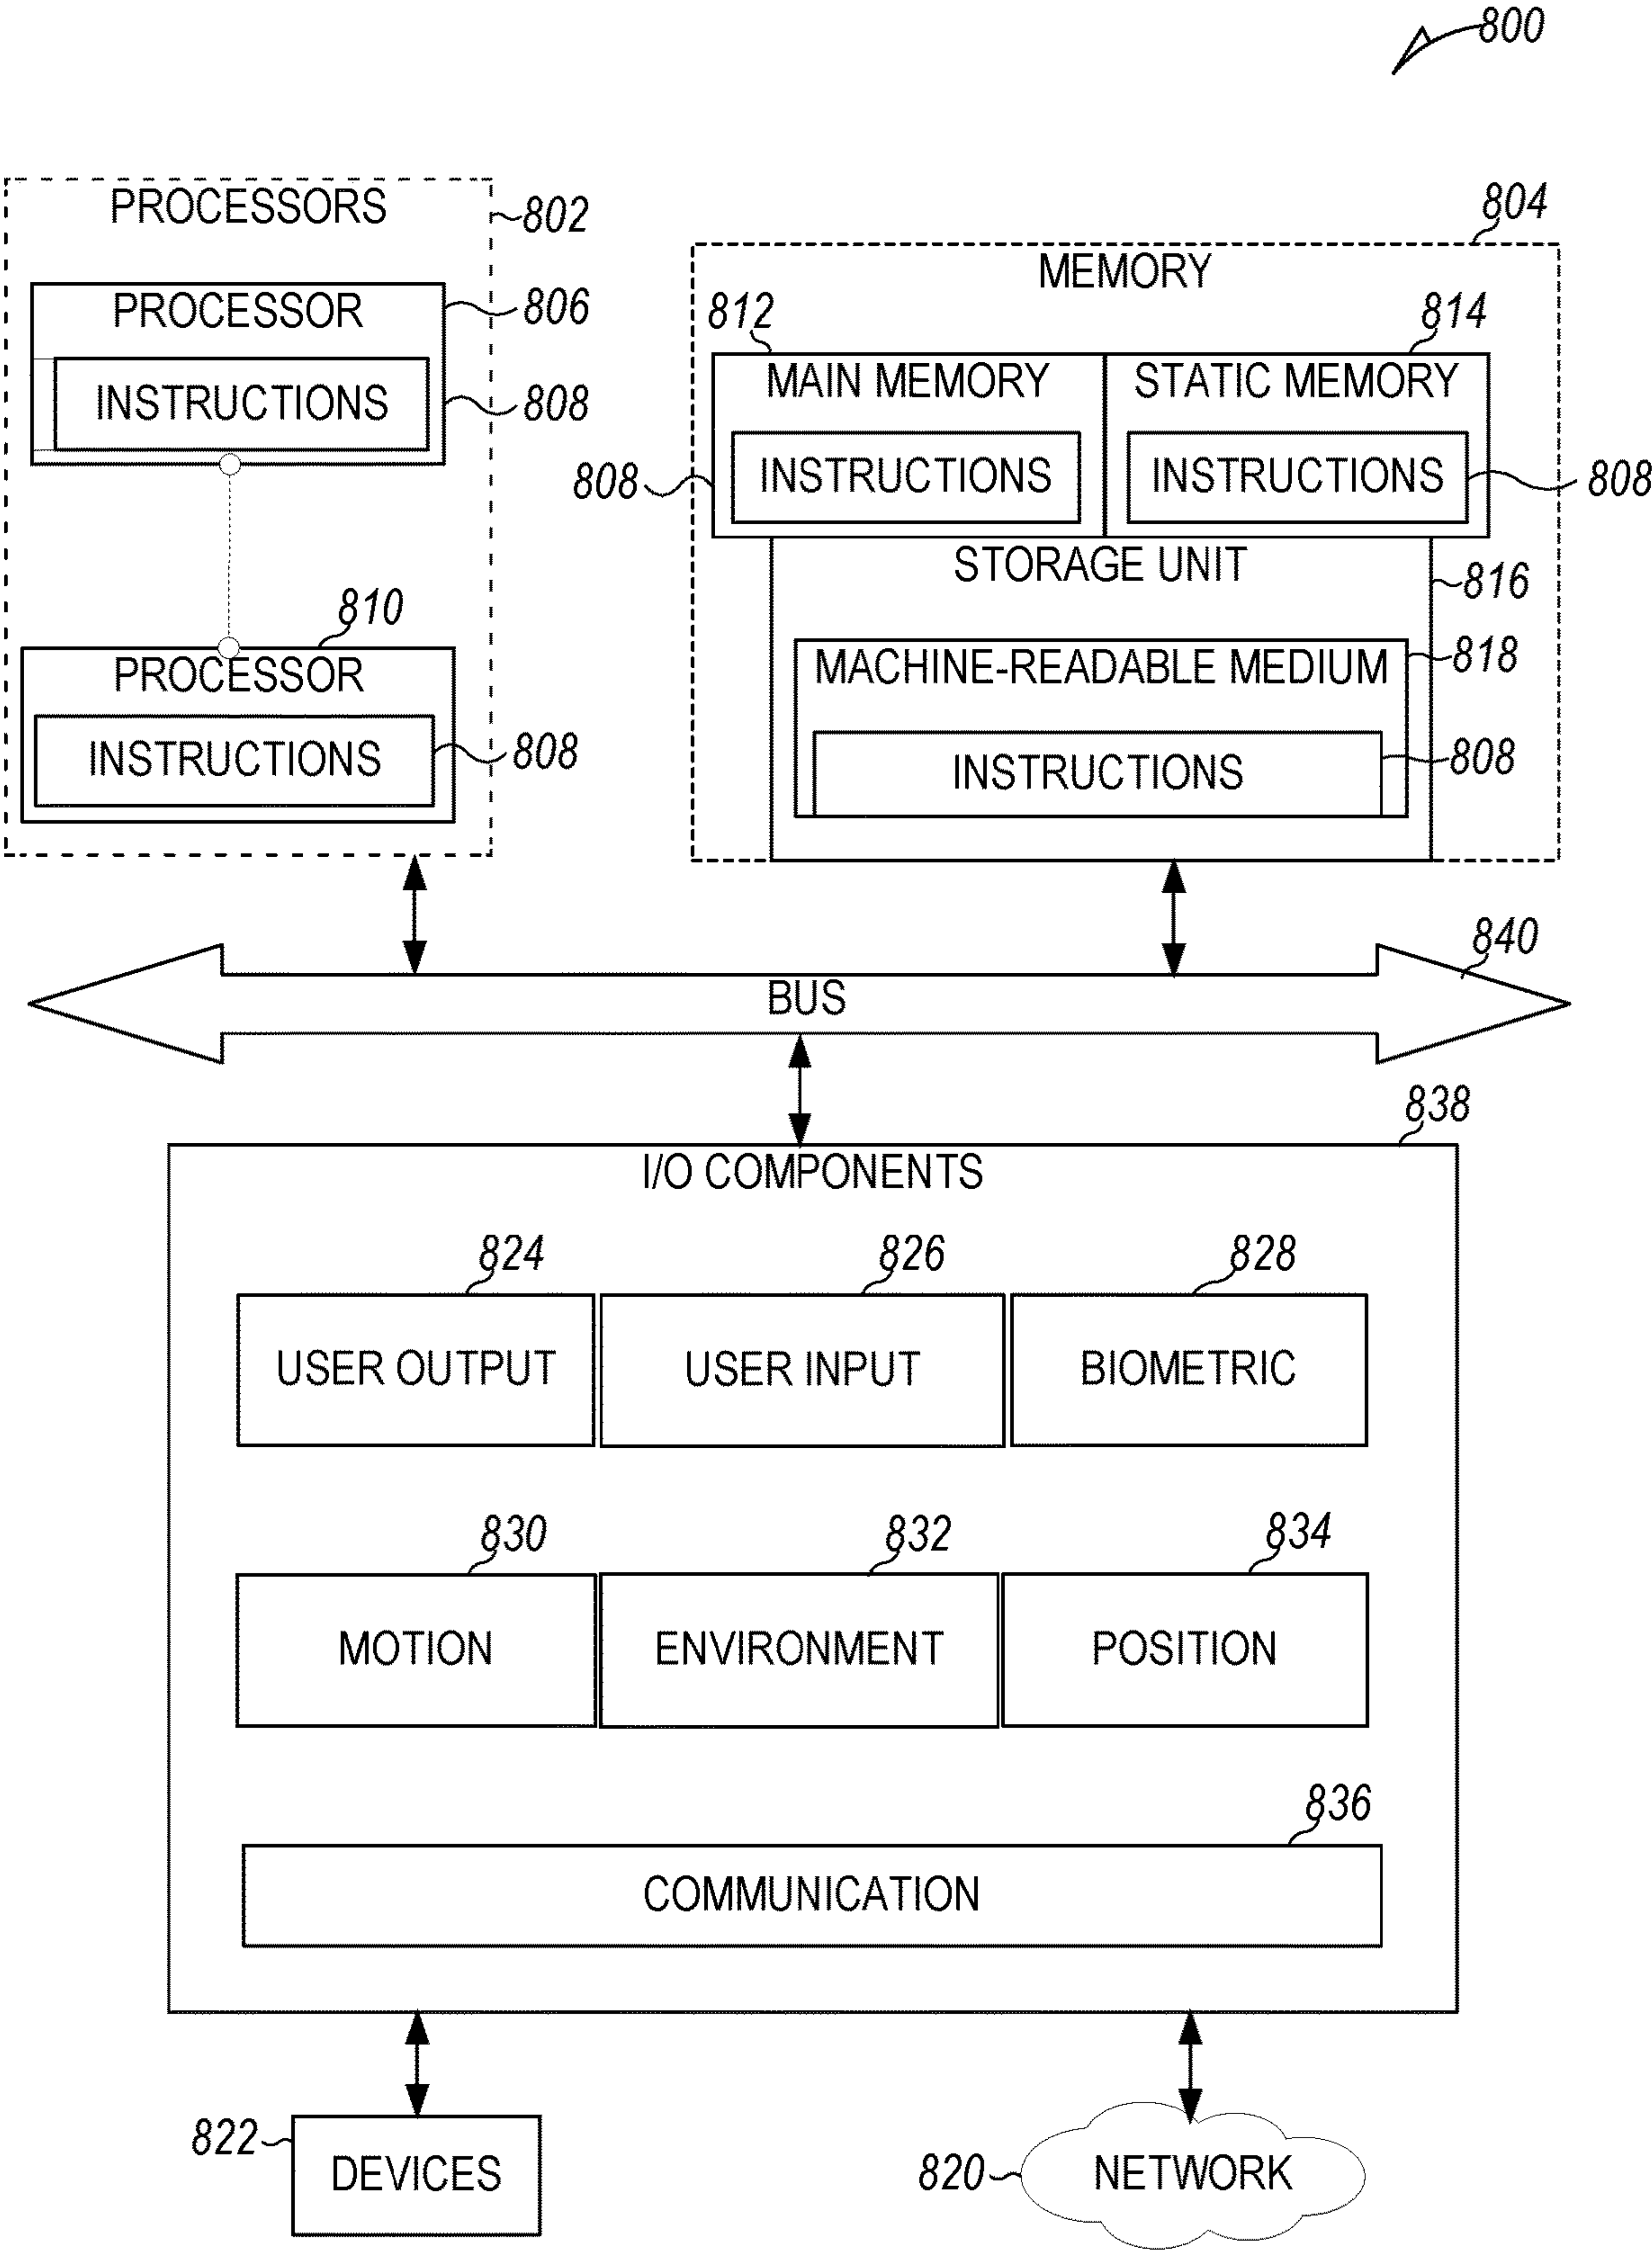 800
PROCESSORS
802
804
MEMORY
PROCESSOR
806
812
814
INSTRUCTIONS
808
MAIN MEMORY
STATIC MEMORY
808
INSTRUCTIONS
INSTRUCTIONS
808
STORAGE UNIT
816
810
PROCESSOR
MACHINE-READABLE MEDIUM
818
INSTRUCTIONS
808
INSTRUCTIONS
808
840
BUS
838
I/O COMPONENTS
824
826
828
USER OUTPUT
USER INPUT
BIOMETRIC
830
832
834
MOTION
ENVIRONMENT
POSITION
836
COMMUNICATION
822
DEVICES
820
NETWORK